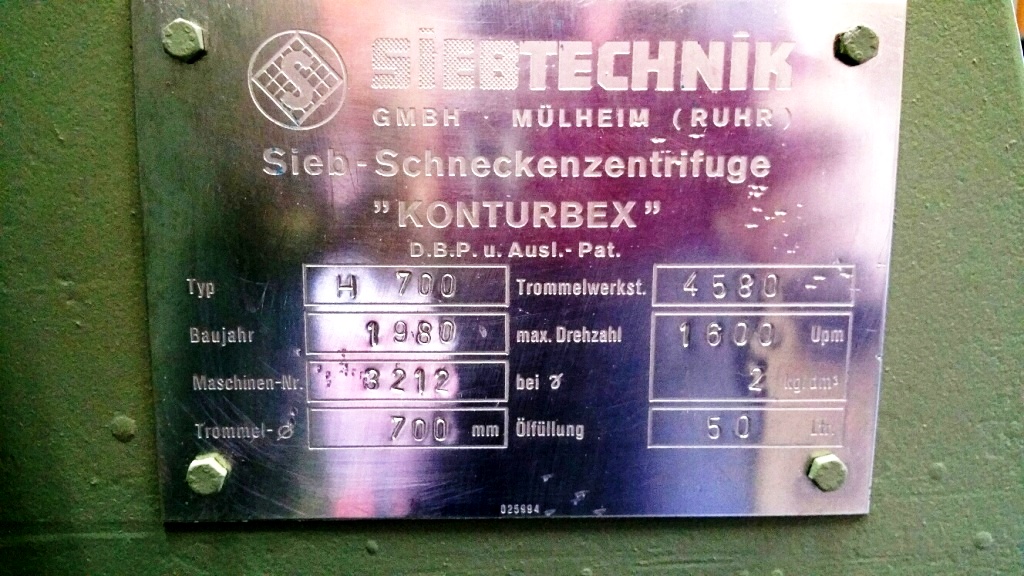 S
SiEBTECHNiK
GMBH · MÜLHEIM (RUHR)
Sieb-Schneckenzentrifuge
"KONTURBEX"
D.B.P. u. Ausl.-Pat.
Typ H 700 Trommelwerkst. 4580
Baujahr 1980 max. Drehzahl 1600 Upm
Maschinen-Nr. 3212 bei γ 2 kg/dm³
Trommel-Ø 700 mm Ölfüllung 50 Ltr.